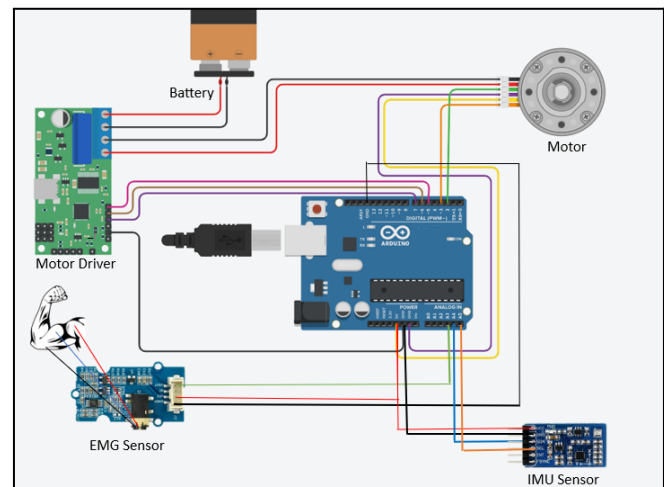 + −
Battery
Motor
Motor Driver
DIGITAL (PWM~)
ARDUINO
POWER
ANALOG IN
EMG Sensor
IMU Sensor